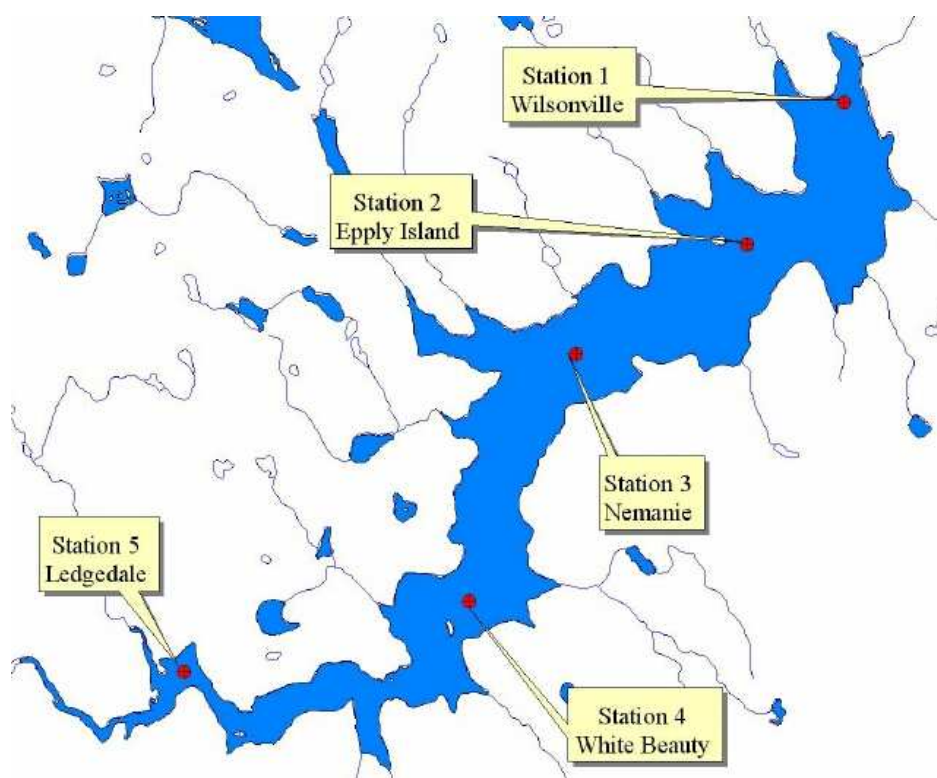 Station 1
Wilsonville
Station 2
Epply Island
Station 3
Nemanie
Station 5
Ledgedale
Station 4
White Beauty